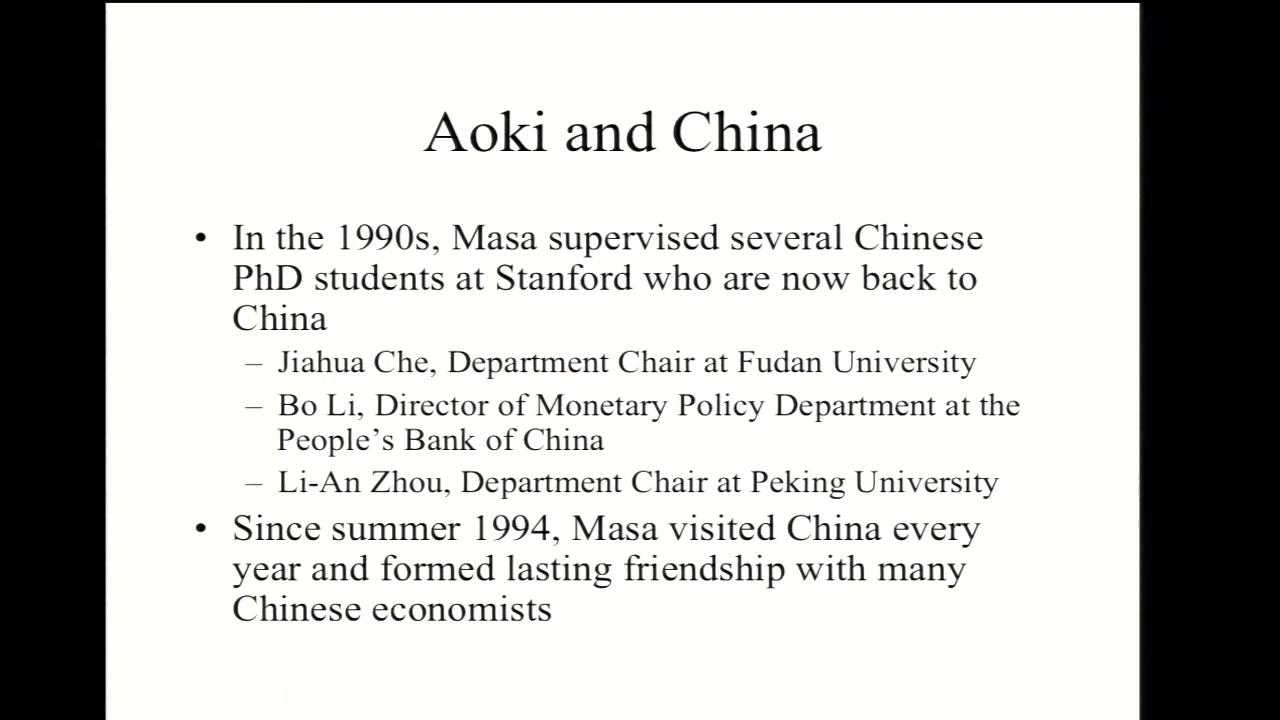 Aoki and China
• In the 1990s, Masa supervised several Chinese
PhD students at Stanford who are now back to
China
– Jiahua Che, Department Chair at Fudan University
– Bo Li, Director of Monetary Policy Department at the
People's Bank of China
– Li-An Zhou, Department Chair at Peking University
• Since summer 1994, Masa visited China every
year and formed lasting friendship with many
Chinese economists